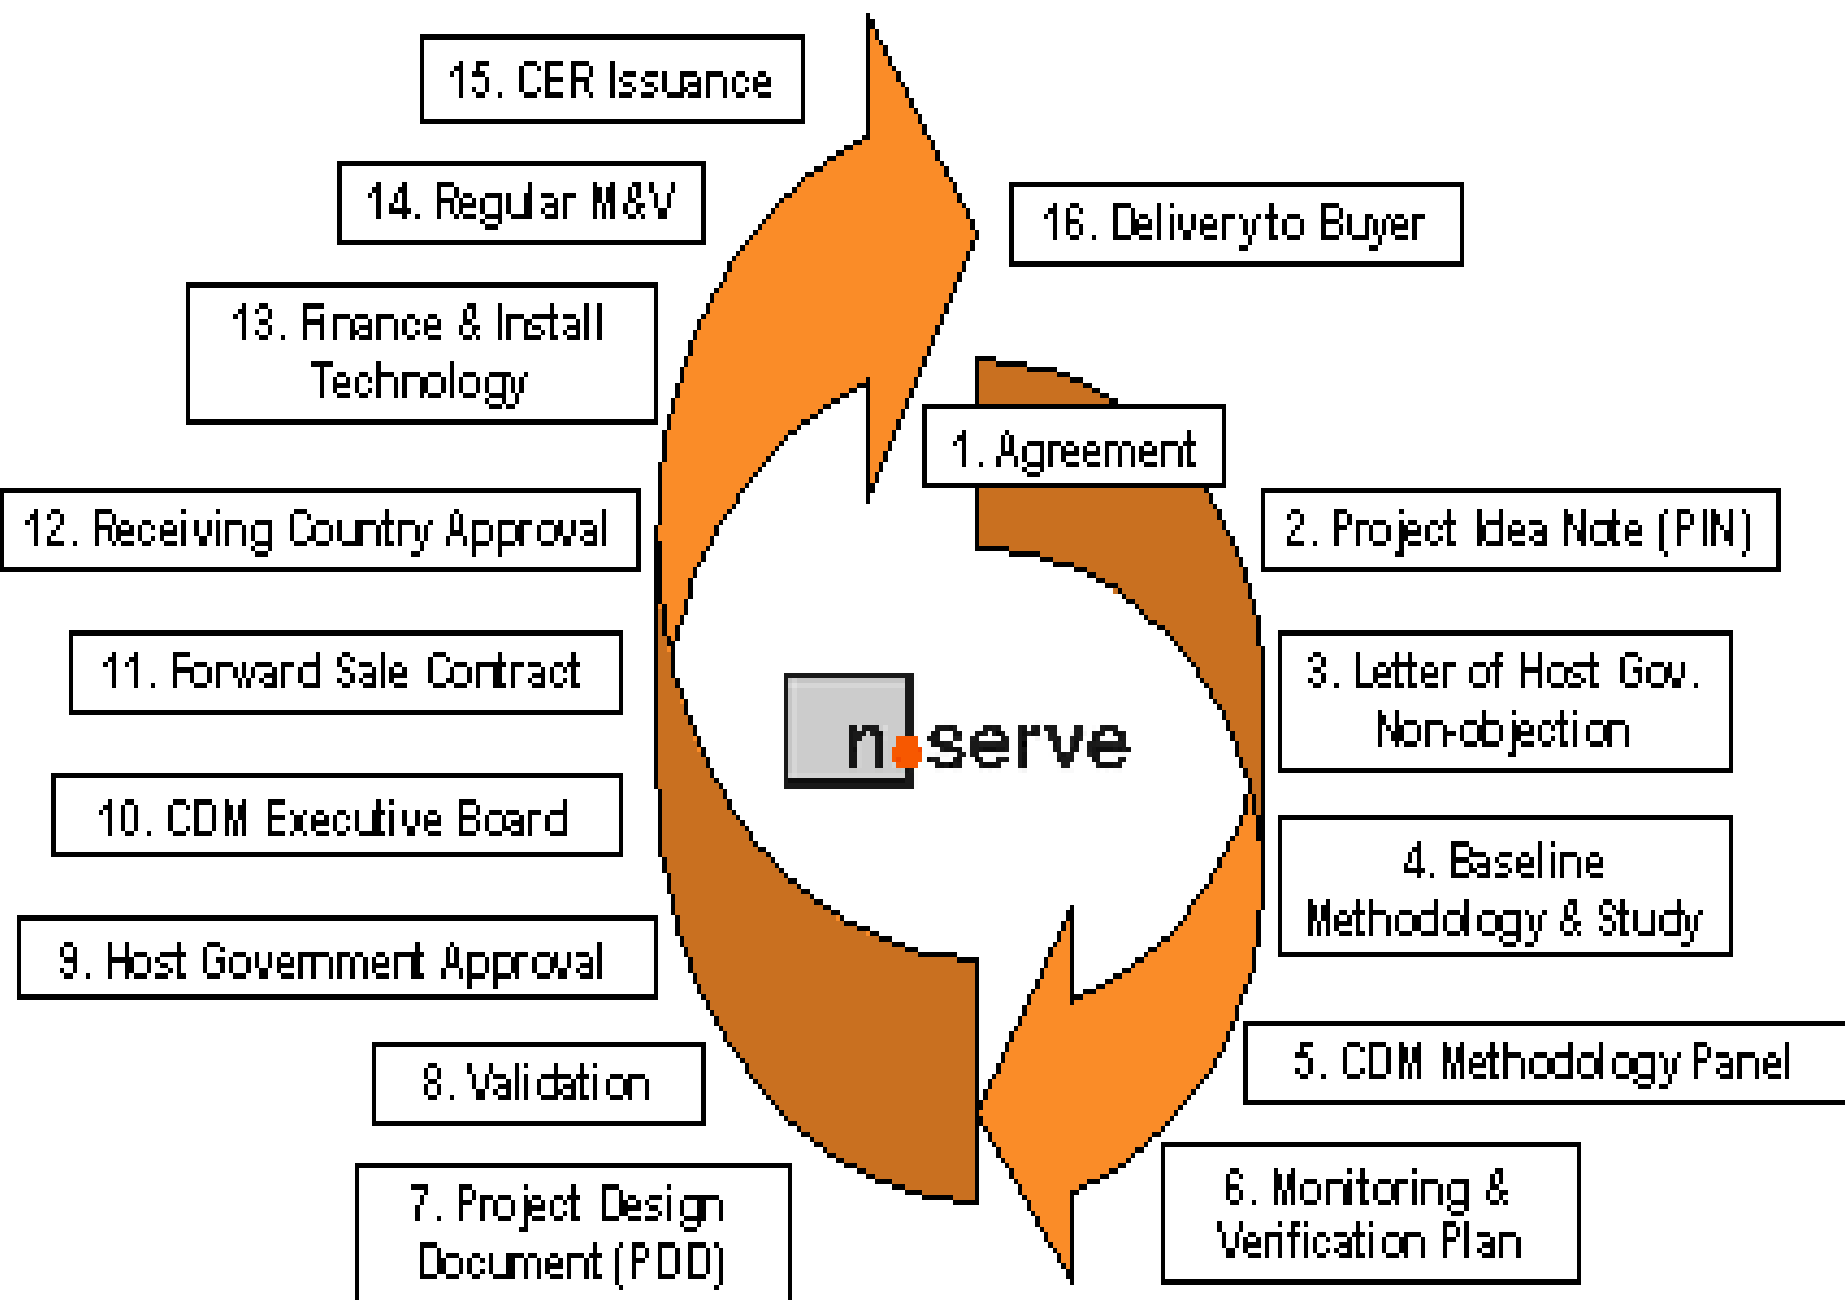 15. CER Issuance
14. Regular M&V
16. Delivery to Buyer
13. Finance & Install
Technology
1. Agreement
12. Receiving Country Approval
2. Project Idea Note (PIN)
11. Forward Sale Contract
3. Letter of Host Gov.
Non-objection
n.serve
10. CDM Executive Board
4. Baseline
Methodology & Study
9. Host Government Approval
5. CDM Methodology Panel
8. Validation
6. Monitoring &
Verification Plan
7. Project Design
Document (PDD)